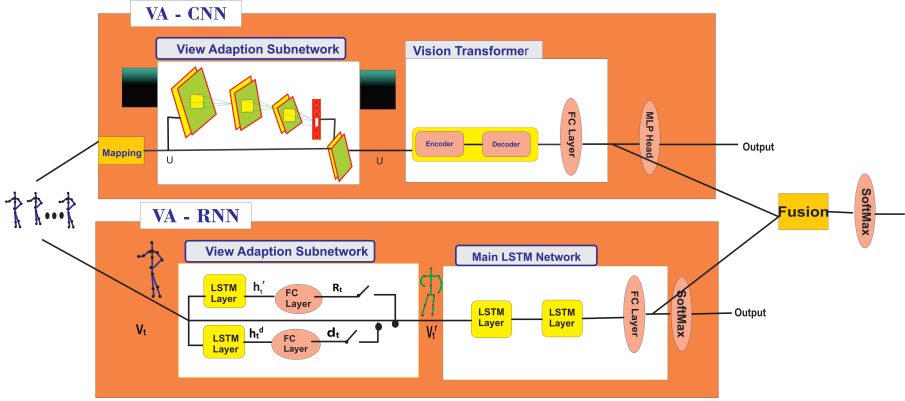 VA - CNN
View Adaption Subnetwork
Vision Transformer
Mapping
U
U
Encoder
Decoder
FC Layer
MLP Head
Output
Fusion
SoftMax
VA - RNN
View Adaption Subnetwork
Main LSTM Network
LSTM
Layer
h_t^r
FC
Layer
R_t
V_t
LSTM
Layer
h_t^d
FC
Layer
d_t
V_t^r
LSTM
Layer
LSTM
Layer
FC Layer
SoftMax
Output